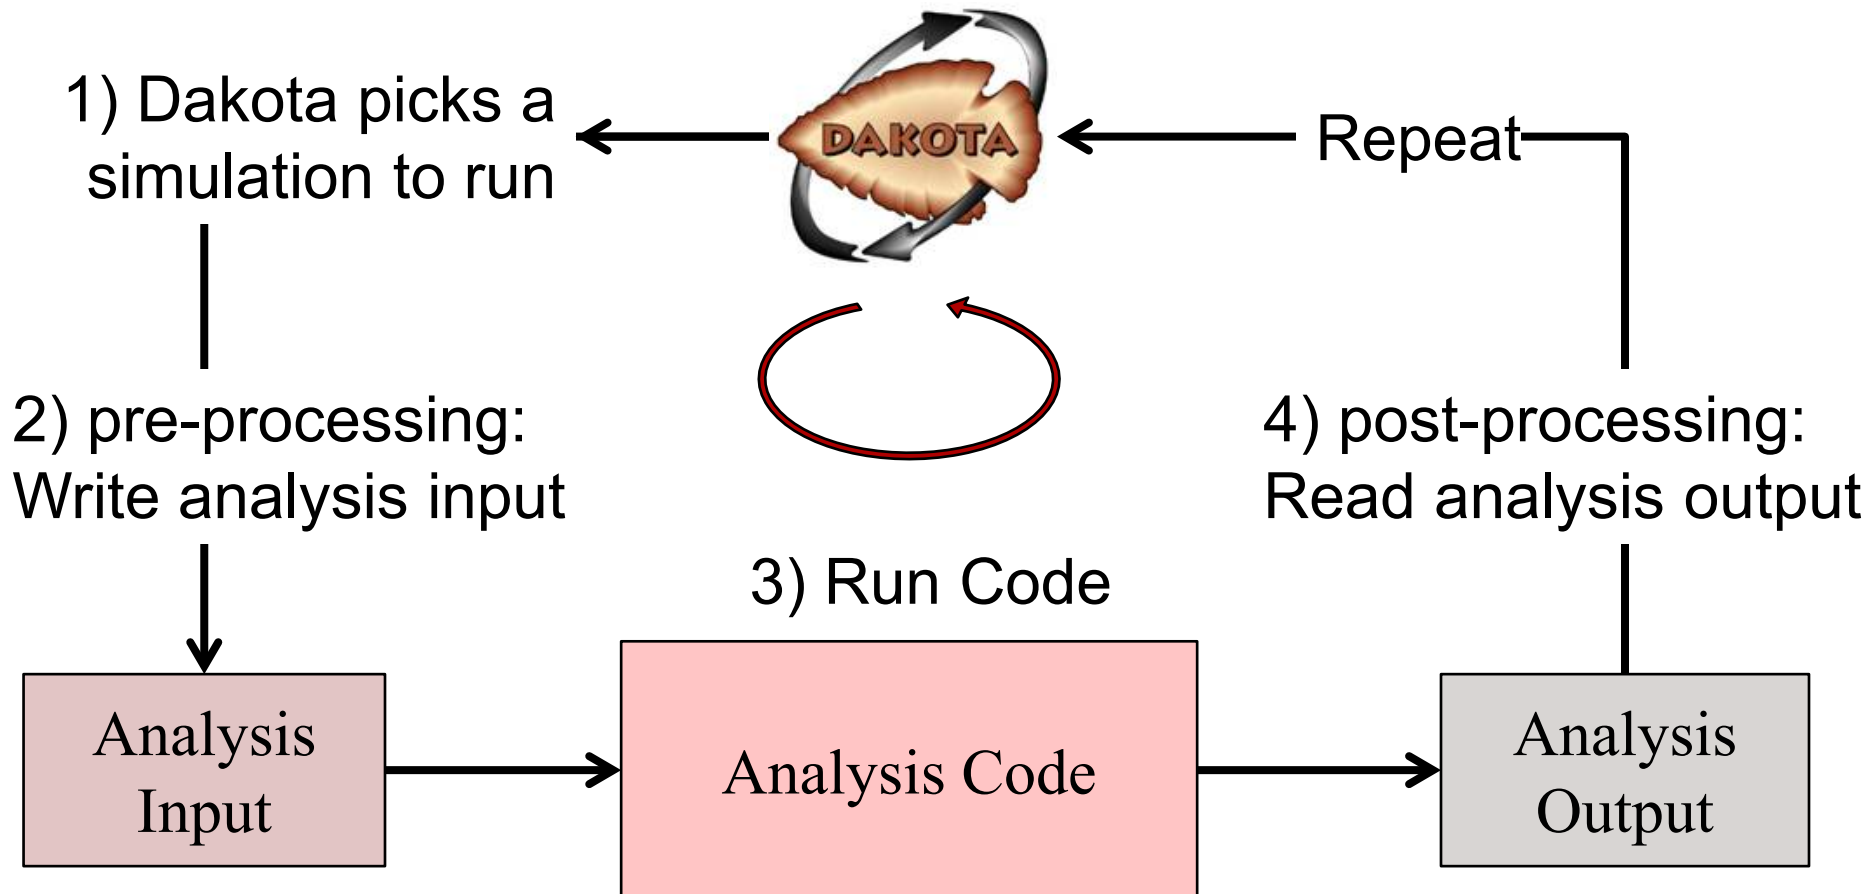 1) Dakota picks a
simulation to run
DAKOTA
Repeat
2) pre-processing:
Write analysis input
4) post-processing:
Read analysis output
3) Run Code
Analysis
Input
Analysis Code
Analysis
Output